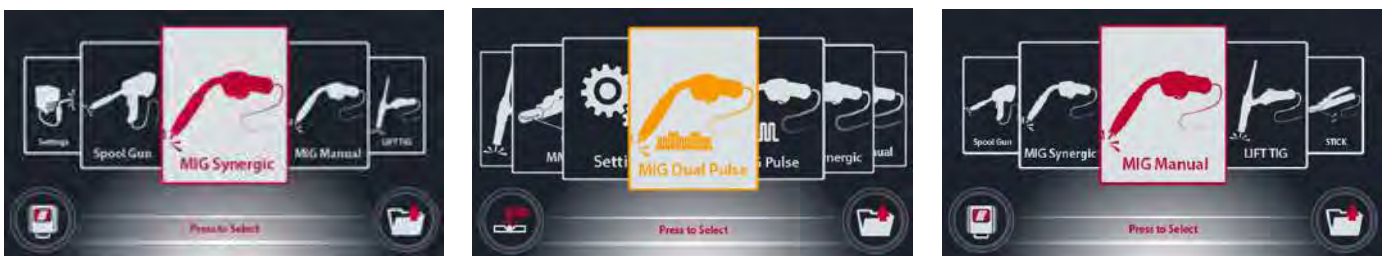 Settings
Spool Gun
MIG Synergic
MIG Manual
LIFT TIG
Press to Select
MM
Setti
MIG Dual Pulse
G Pulse
nergic
ual
Press to Select
Spool Gun
MIG Synergic
MIG Manual
LIFT TIG
STICK
Press to Select